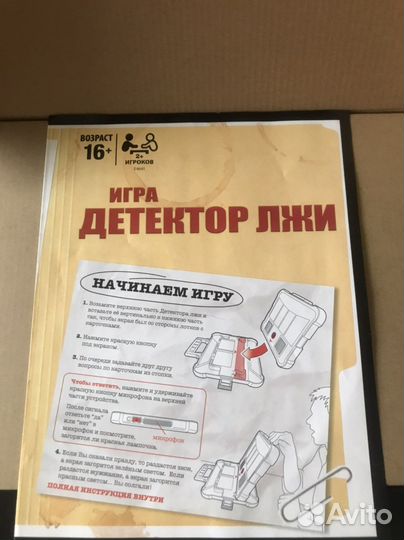 ВОЗРАСТ
16+
2+
ИГРОКОВ
ИГРА
ДЕТЕКТОР ЛЖИ
НАЧИНАЕМ ИГРУ
1. Возьмите верхнюю часть Детектора лжи и
вставьте её вертикально в нижнюю часть
так, чтобы экран был со стороны лотков с
карточками.
2. Нажмите красную кнопку
под экраном.
3. По очереди задавайте друг другу
вопросы по карточкам из стопки.
Чтобы ответить, нажмите и удерживайте
красную кнопку микрофона на верхней
части устройства.
После сигнала
ответьте "да"
или "нет" в
микрофон и посмотрите,
загорится ли красная лампочка.
микрофон
4. Если Вы сказали правду, то раздастся звон,
а экран загорится зелёным светом. Если
раздастся жужжание, а экран загорится
красным светом... Вы солгали!
ПОЛНАЯ ИНСТРУКЦИЯ ВНУТРИ
Avito